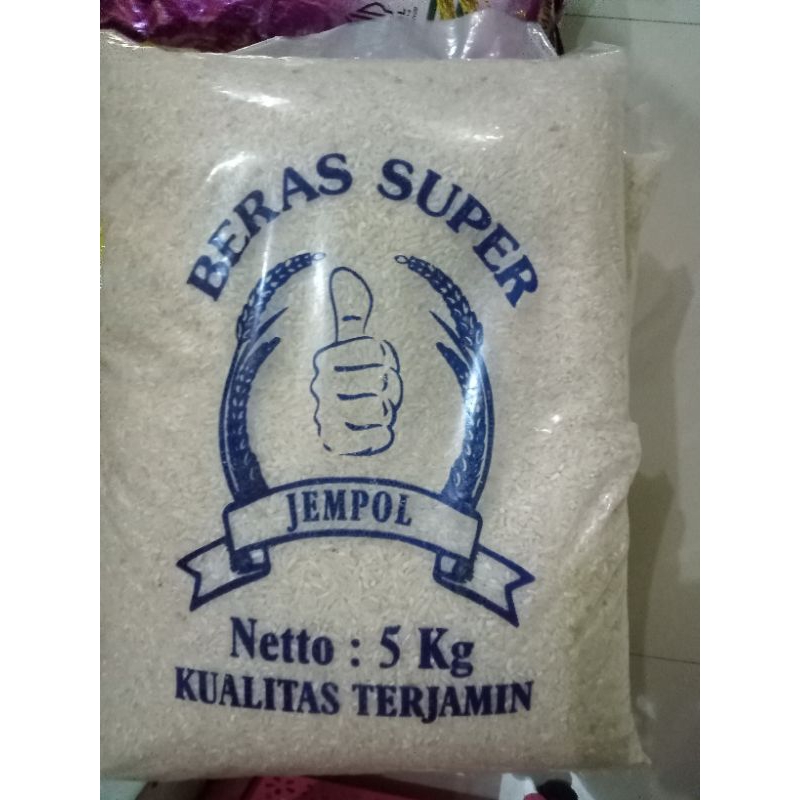 BERAS SUPER
JEMPOL
Netto : 5 Kg
KUALITAS TERJAMIN